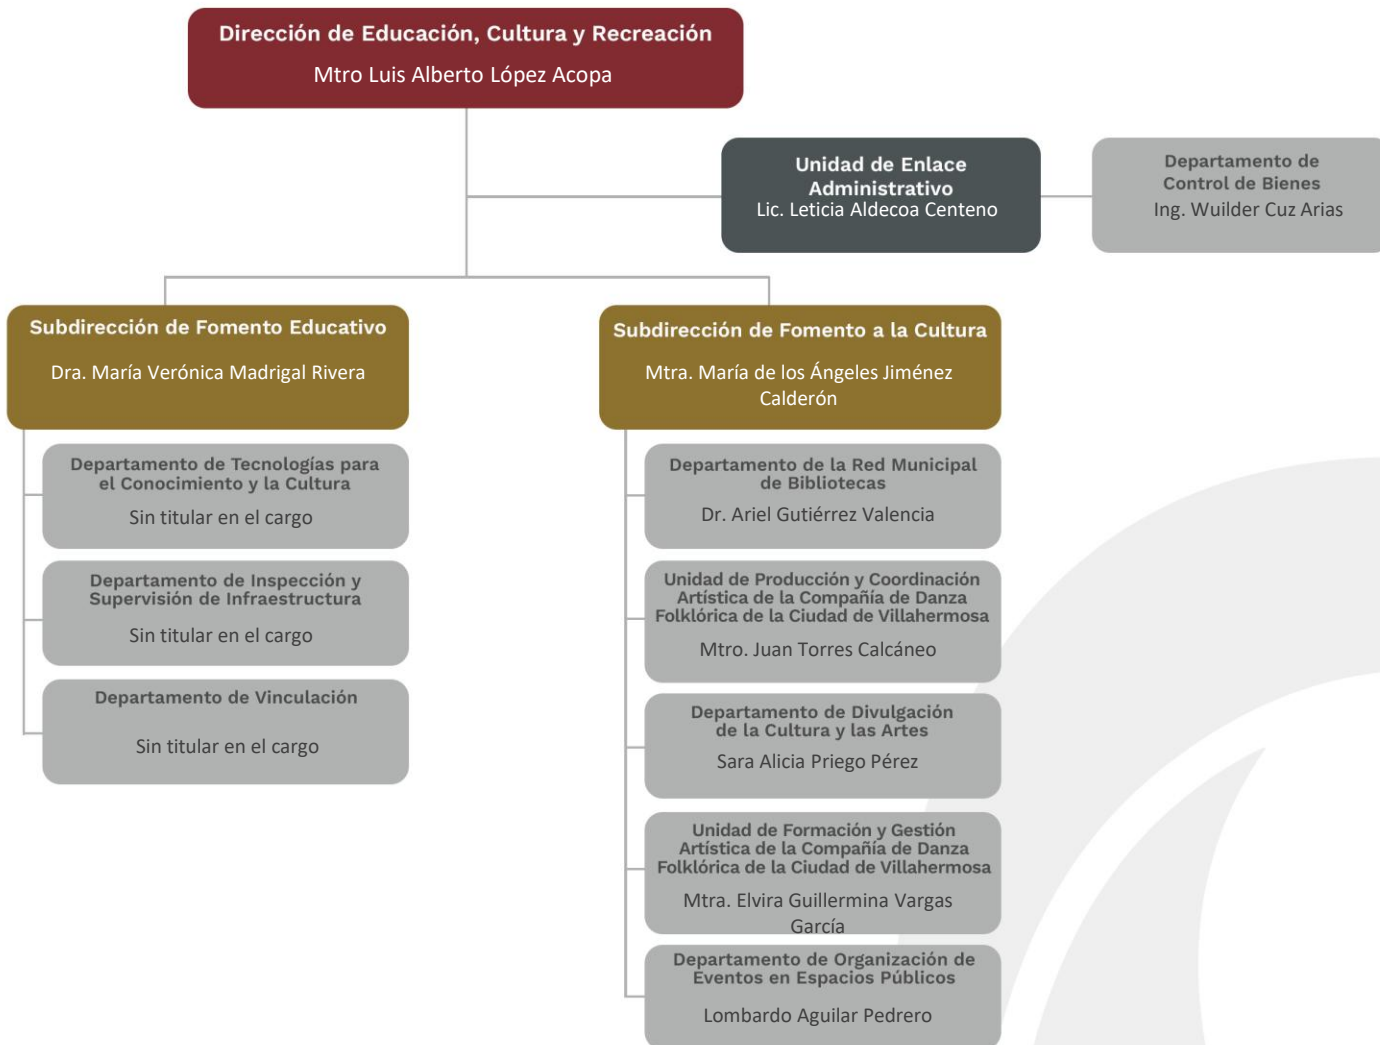 Dirección de Educación, Cultura y Recreación
Mtro Luis Alberto López Acopa
Unidad de Enlace
Administrativo
Lic. Leticia Aldecoa Centeno
Departamento de
Control de Bienes
Ing. Wuilder Cuz Arias
Subdirección de Fomento Educativo
Dra. María Verónica Madrigal Rivera
Departamento de Tecnologías para
el Conocimiento y la Cultura
Sin titular en el cargo
Departamento de Inspección y
Supervisión de Infraestructura
Sin titular en el cargo
Departamento de Vinculación
Sin titular en el cargo
Subdirección de Fomento a la Cultura
Mtra. María de los Ángeles Jiménez
Calderón
Departamento de la Red Municipal
de Bibliotecas
Dr. Ariel Gutiérrez Valencia
Unidad de Producción y Coordinación
Artística de la Compañía de Danza
Folklórica de la Ciudad de Villahermosa
Mtro. Juan Torres Calcáneo
Departamento de Divulgación
de la Cultura y las Artes
Sara Alicia Priego Pérez
Unidad de Formación y Gestión
Artística de la Compañía de Danza
Folklórica de la Ciudad de Villahermosa
Mtra. Elvira Guillermina Vargas
García
Departamento de Organización de
Eventos en Espacios Públicos
Lombardo Aguilar Pedrero